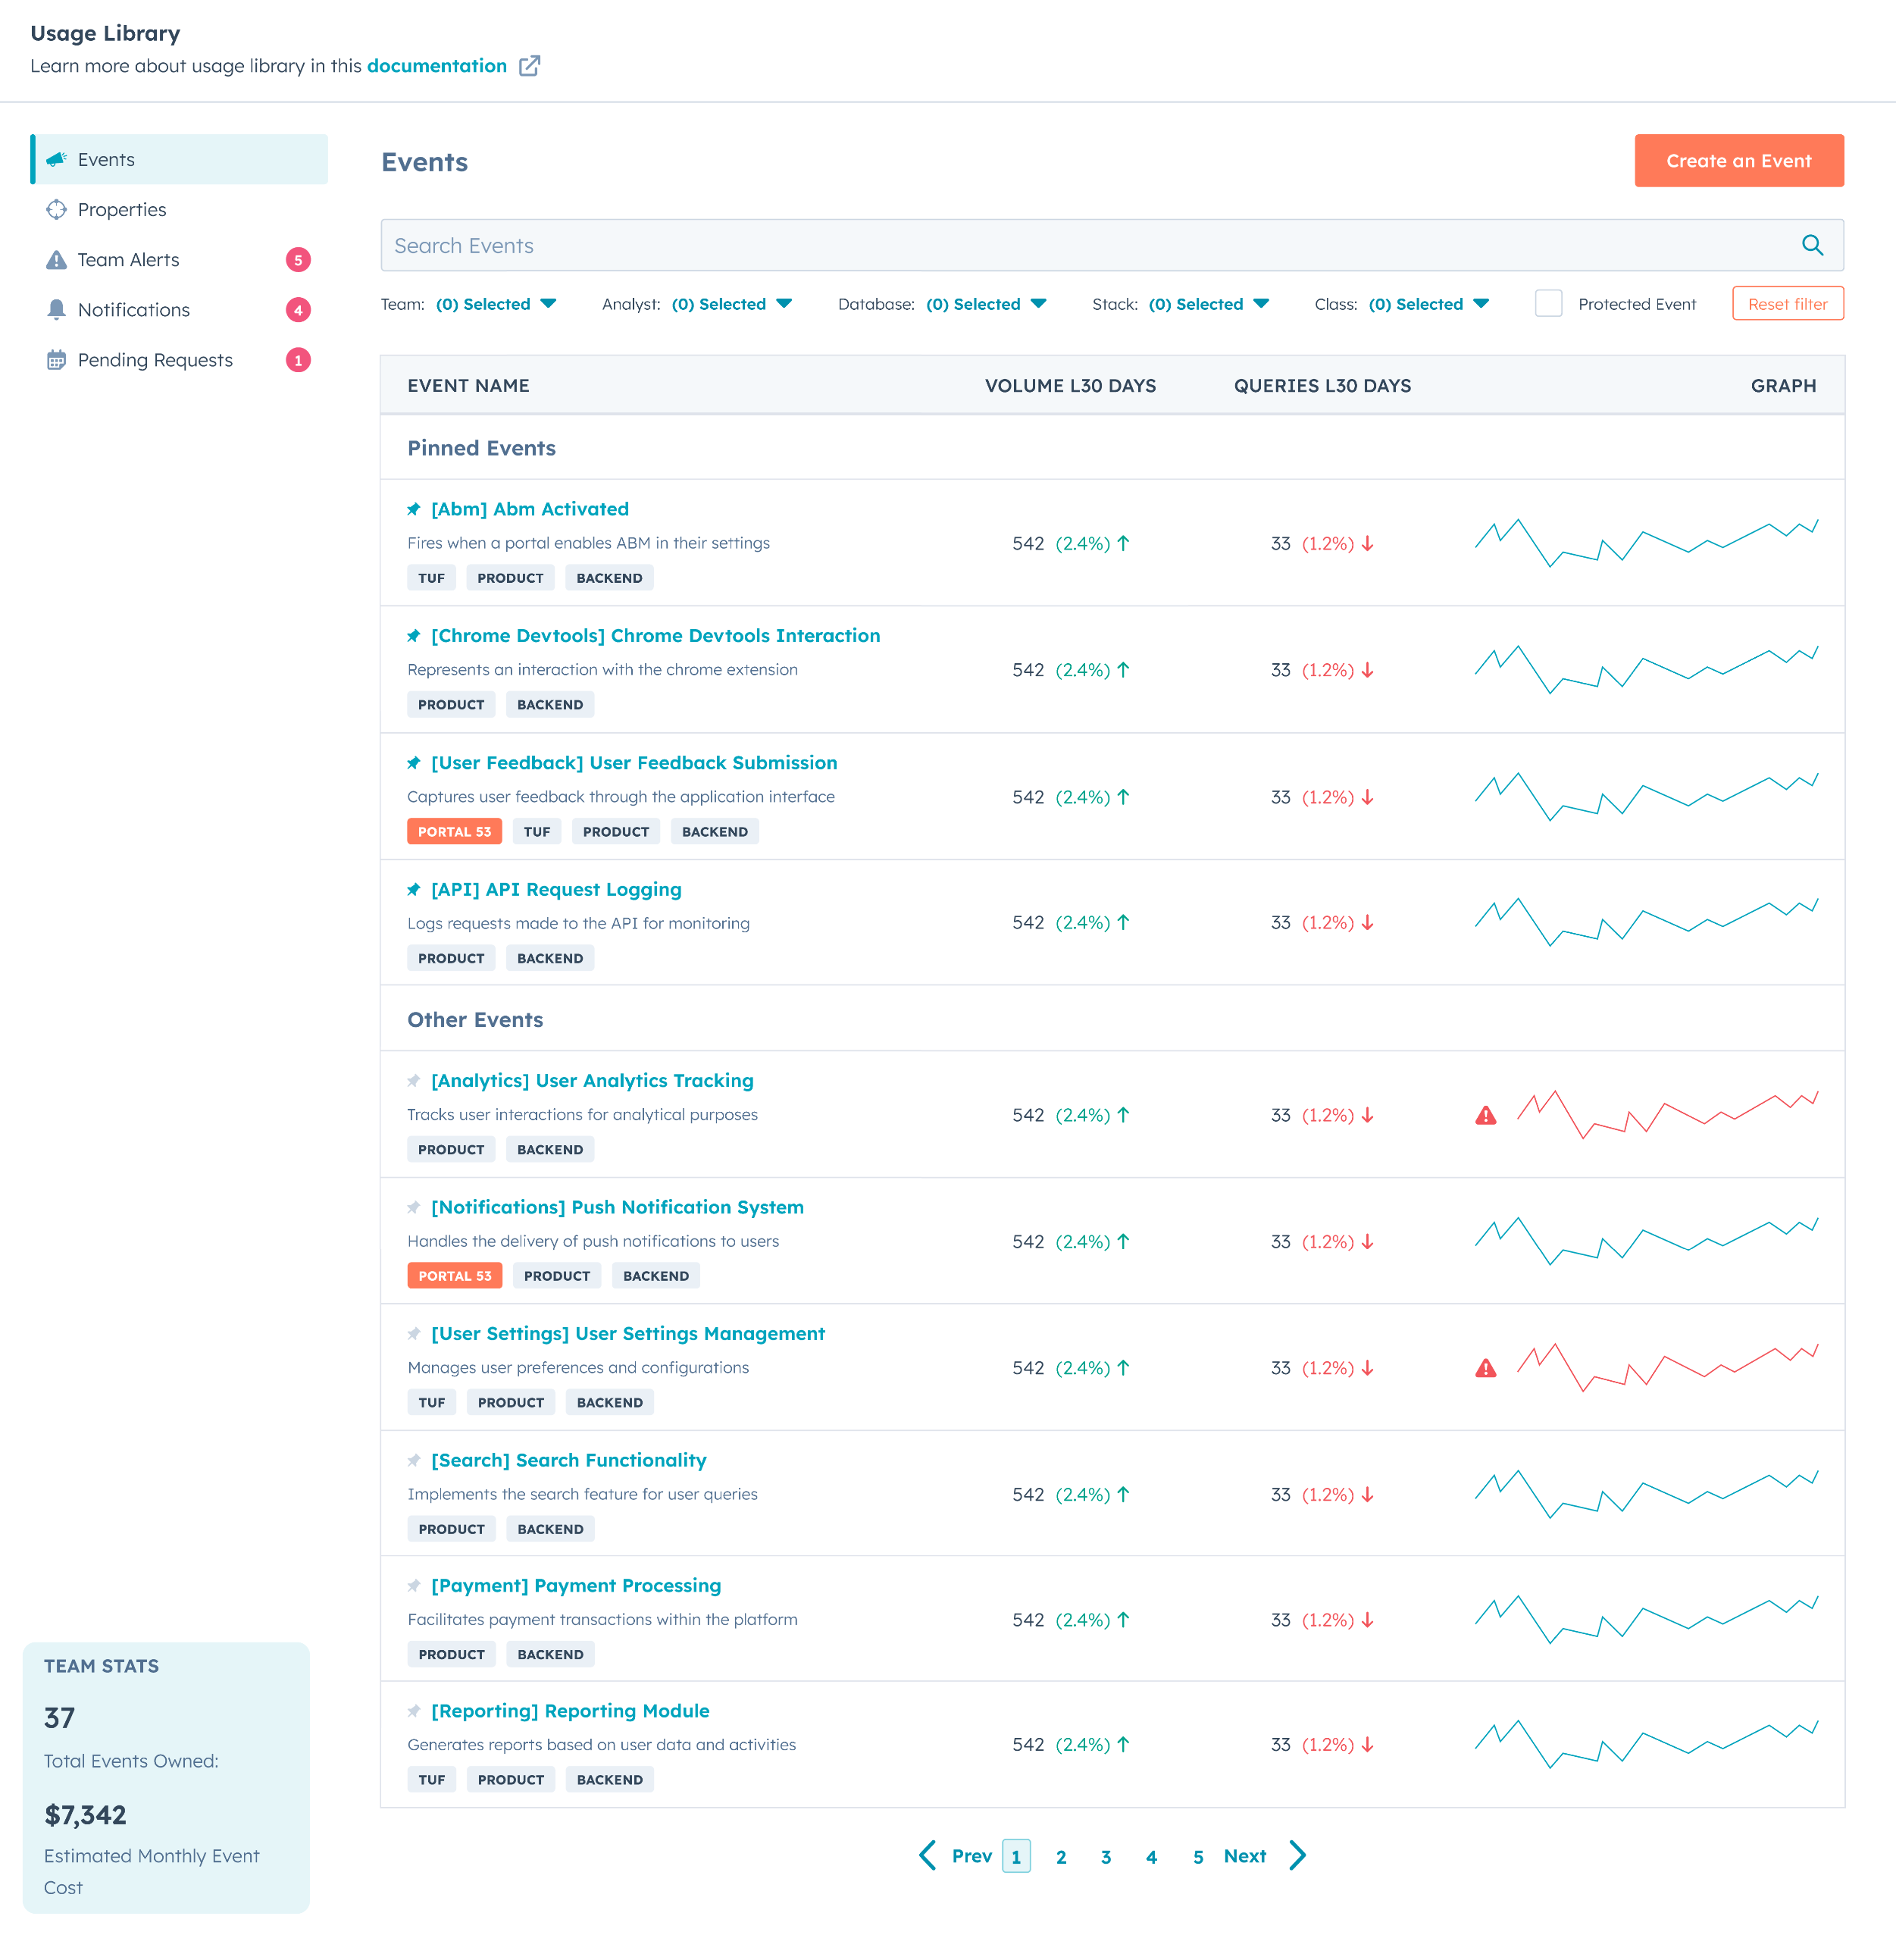 Usage Library
Learn more about usage library in this documentation
Events
Properties
Team Alerts 5
Notifications 4
Pending Requests 1
TEAM STATS
37
Total Events Owned:
$7,342
Estimated Monthly Event
Cost
Events
Create an Event
Search Events
Team: (0) Selected Analyst: (0) Selected Database: (0) Selected Stack: (0) Selected Class: (0) Selected Protected Event Reset filter
EVENT NAME VOLUME L30 DAYS QUERIES L30 DAYS GRAPH
Pinned Events
[Abm] Abm Activated
Fires when a portal enables ABM in their settings
542 (2.4%) 33 (1.2%)
TUF PRODUCT BACKEND
[Chrome Devtools] Chrome Devtools Interaction
Represents an interaction with the chrome extension
542 (2.4%) 33 (1.2%)
PRODUCT BACKEND
[User Feedback] User Feedback Submission
Captures user feedback through the application interface
542 (2.4%) 33 (1.2%)
PORTAL 53 TUF PRODUCT BACKEND
[API] API Request Logging
Logs requests made to the API for monitoring
542 (2.4%) 33 (1.2%)
PRODUCT BACKEND
Other Events
[Analytics] User Analytics Tracking
Tracks user interactions for analytical purposes
542 (2.4%) 33 (1.2%)
PRODUCT BACKEND
[Notifications] Push Notification System
Handles the delivery of push notifications to users
542 (2.4%) 33 (1.2%)
PORTAL 53 PRODUCT BACKEND
[User Settings] User Settings Management
Manages user preferences and configurations
542 (2.4%) 33 (1.2%)
TUF PRODUCT BACKEND
[Search] Search Functionality
Implements the search feature for user queries
542 (2.4%) 33 (1.2%)
PRODUCT BACKEND
[Payment] Payment Processing
Facilitates payment transactions within the platform
542 (2.4%) 33 (1.2%)
PRODUCT BACKEND
[Reporting] Reporting Module
Generates reports based on user data and activities
542 (2.4%) 33 (1.2%)
TUF PRODUCT BACKEND
Prev 1 2 3 4 5 Next